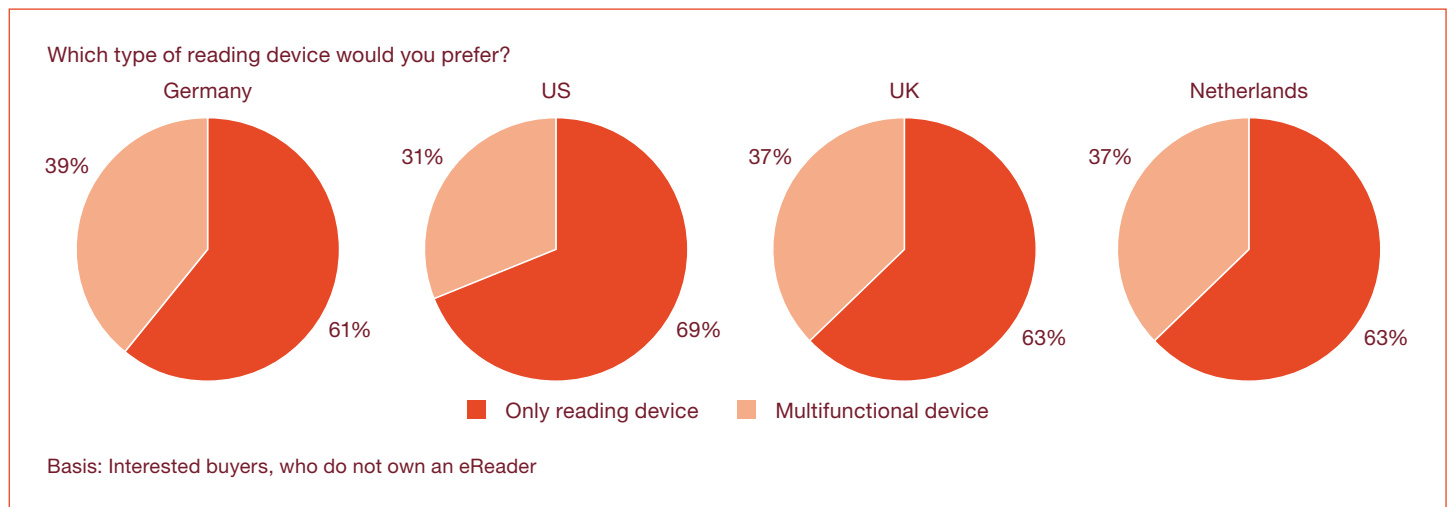 Which type of reading device would you prefer?
Germany
US
UK
Netherlands
39%
61%
31%
69%
37%
63%
37%
63%
Only reading device
Multifunctional device
Basis: Interested buyers, who do not own an eReader